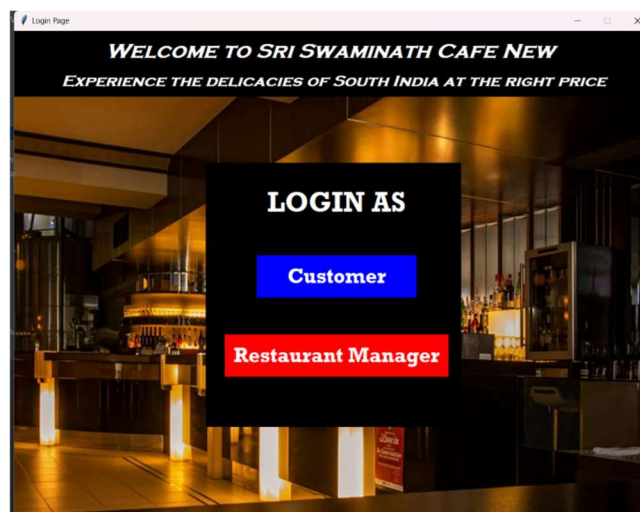 Login Page
WELCOME TO SRI SWAMINATH CAFE NEW
EXPERIENCE THE DELICACIES OF SOUTH INDIA AT THE RIGHT PRICE
LOGIN AS
Customer
Restaurant Manager